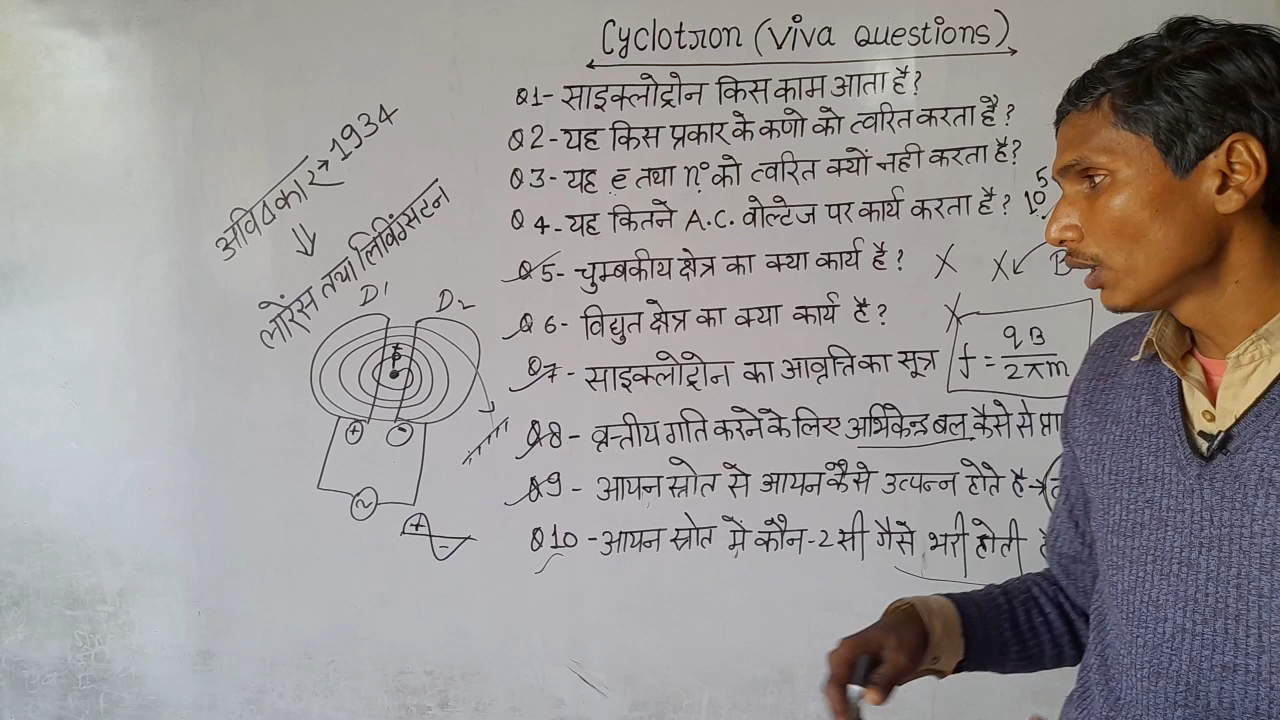 Cyclotron (Viva Questions)
Q1- साइक्लोट्रोन किस काम आता है?
Q2- यह किस प्रकार के कणो को त्वरित करता है?
Q3- यह e⁻ तथा n° को त्वरित क्यों नही करता है?
Q4- यह कितने A.C. वोल्टेज पर कार्य करता है? 10⁵
Q5- चुम्बकीय क्षेत्र का क्या कार्य है? X X B
Q6- विद्युत क्षेत्र का क्या कार्य है? X
Q7- साइक्लोट्रोन का आवृत्ति का सूत्र f = qB/2πm
Q8- वृत्तीय गति करने के लिए अभिकेन्द्र बल कैसे से प्रा
Q9- आयन स्रोत से आयन कैसे उत्पन्न होते है →
Q10- आयन स्रोत मे कौन-2 सी गैसे भरी होती है
अविष्कार → 1934
⇓
लोरेंस तथा लिविंगसटन
D1 D2
P
+ -
~
+
-